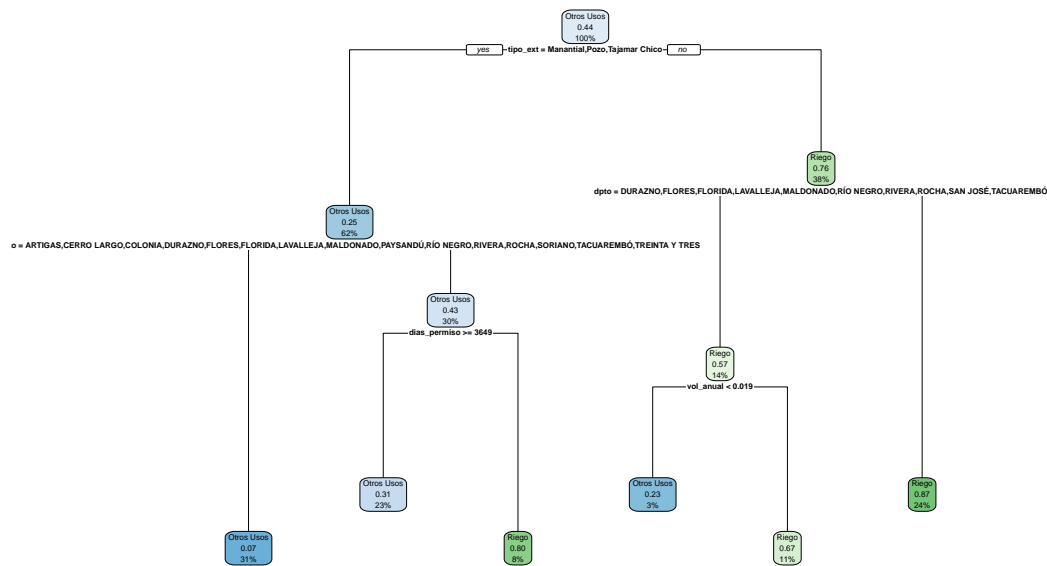 Otros Usos
0.44
100%
yes tipo_ext = Manantial,Pozo,Tajamar Chico no
Riego
0.76
38%
dpto = DURAZNO,FLORES,FLORIDA,LAVALLEJA,MALDONADO,RÍO NEGRO,RIVERA,ROCHA,SAN JOSÉ,TACUAREMBÓ
Otros Usos
0.25
62%
o = ARTIGAS,CERRO LARGO,COLONIA,DURAZNO,FLORES,FLORIDA,LAVALLEJA,MALDONADO,PAYSANDÚ,RÍO NEGRO,RIVERA,ROCHA,SORIANO,TACUAREMBÓ,TREINTA Y TRES
Otros Usos
0.43
30%
dias_permiso >= 3649
Riego
0.57
14%
vol_anual < 0.019
Otros Usos
0.31
23%
Otros Usos
0.23
3%
Riego
0.87
24%
Otros Usos
0.07
31%
Riego
0.80
8%
Riego
0.67
11%